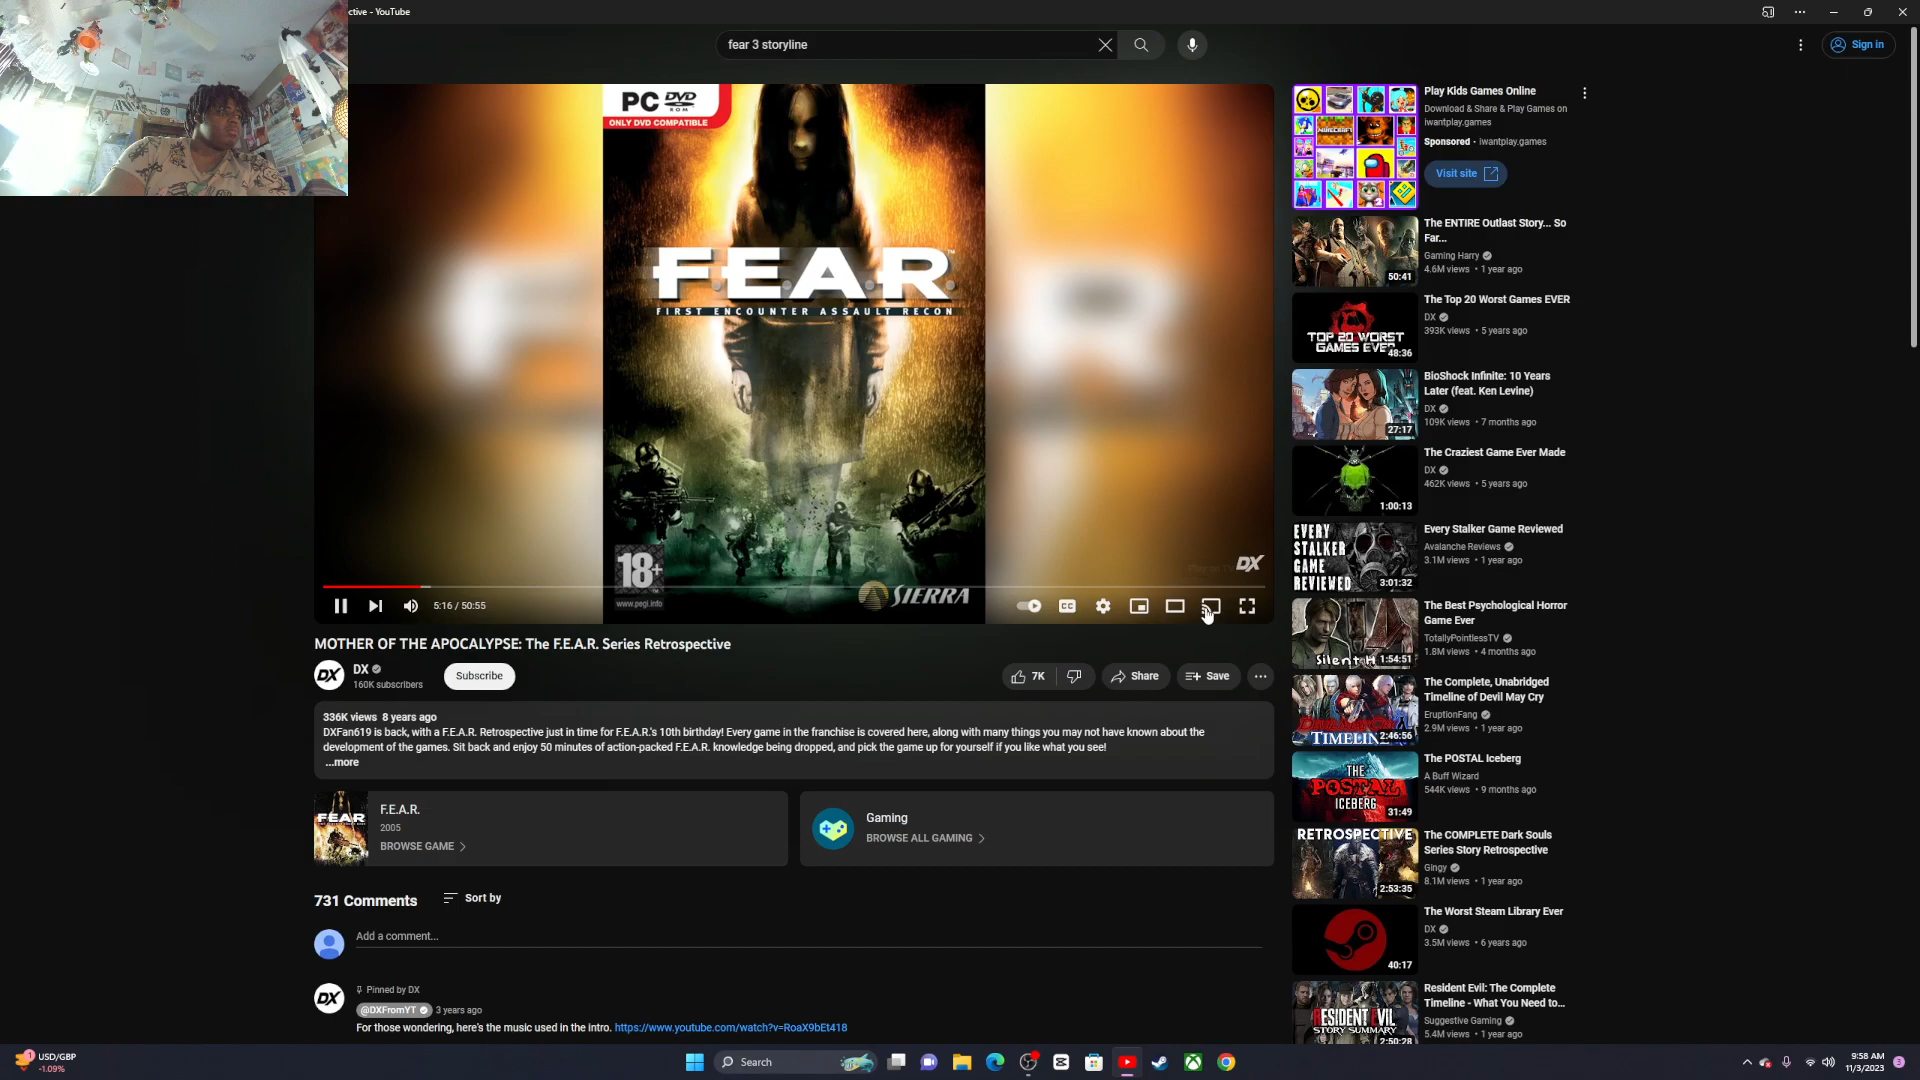 ctive - YouTube
fear 3 storyline
Sign in
PC DVD ROM
ONLY DVD COMPATIBLE
F.E.A.R.™
FIRST ENCOUNTER ASSAULT RECON
18+
www.pegi.info
SIERRA
DX
5:16 / 50:55
CC
MOTHER OF THE APOCALYPSE: The F.E.A.R. Series Retrospective
DX
DX
160K subscribers
Subscribe
7K
Share
Save
336K views 8 years ago
DXFan619 is back, with a F.E.A.R. Retrospective just in time for F.E.A.R.'s 10th birthday! Every game in the franchise is covered here, along with many things you may not have known about the
development of the games. Sit back and enjoy 50 minutes of action-packed F.E.A.R. knowledge being dropped, and pick the game up for yourself if you like what you see!
...more
FEAR
F.E.A.R.
2005
BROWSE GAME
Gaming
BROWSE ALL GAMING
731 Comments
Sort by
Add a comment...
DX
Pinned by DX
@DXFromYT
3 years ago
For those wondering, here's the music used in the intro. https://www.youtube.com/watch?v=RoaX9bEt418
MINECRAFT
Play Kids Games Online
Download & Share & Play Games on
iwantplay.games
Sponsored · iwantplay.games
Visit site
50:41
The ENTIRE Outlast Story... So
Far...
Gaming Harry
4.6M views • 1 year ago
TOP 20 WORST
GAMES EVER
48:36
The Top 20 Worst Games EVER
DX
393K views • 5 years ago
27:17
BioShock Infinite: 10 Years
Later (feat. Ken Levine)
DX
109K views • 7 months ago
1:00:13
The Craziest Game Ever Made
DX
462K views • 5 years ago
EVERY
STALKER
GAME
REVIEWED
3:01:32
Every Stalker Game Reviewed
Avalanche Reviews
3.1M views • 1 year ago
Silent H
1:54:51
The Best Psychological Horror
Game Ever
TotallyPointlessTV
1.8M views • 4 months ago
TIMELINE
2:46:56
The Complete, Unabridged
Timeline of Devil May Cry
EruptionFang
2.9M views • 1 year ago
THE
POSTAL
ICEBERG
31:49
The POSTAL Iceberg
A Buff Wizard
544K views • 9 months ago
RETROSPECTIVE
2:53:35
The COMPLETE Dark Souls
Series Story Retrospective
Gingy
8.1M views • 1 year ago
40:17
The Worst Steam Library Ever
DX
3.5M views • 6 years ago
RESIDENT EVIL
STORY SUMMARY
2:50:28
Resident Evil: The Complete
Timeline - What You Need to...
Suggestive Gaming
5.4M views • 1 year ago
1
USD/GBP
-1.09%
Search
9:58 AM
11/3/2023
3